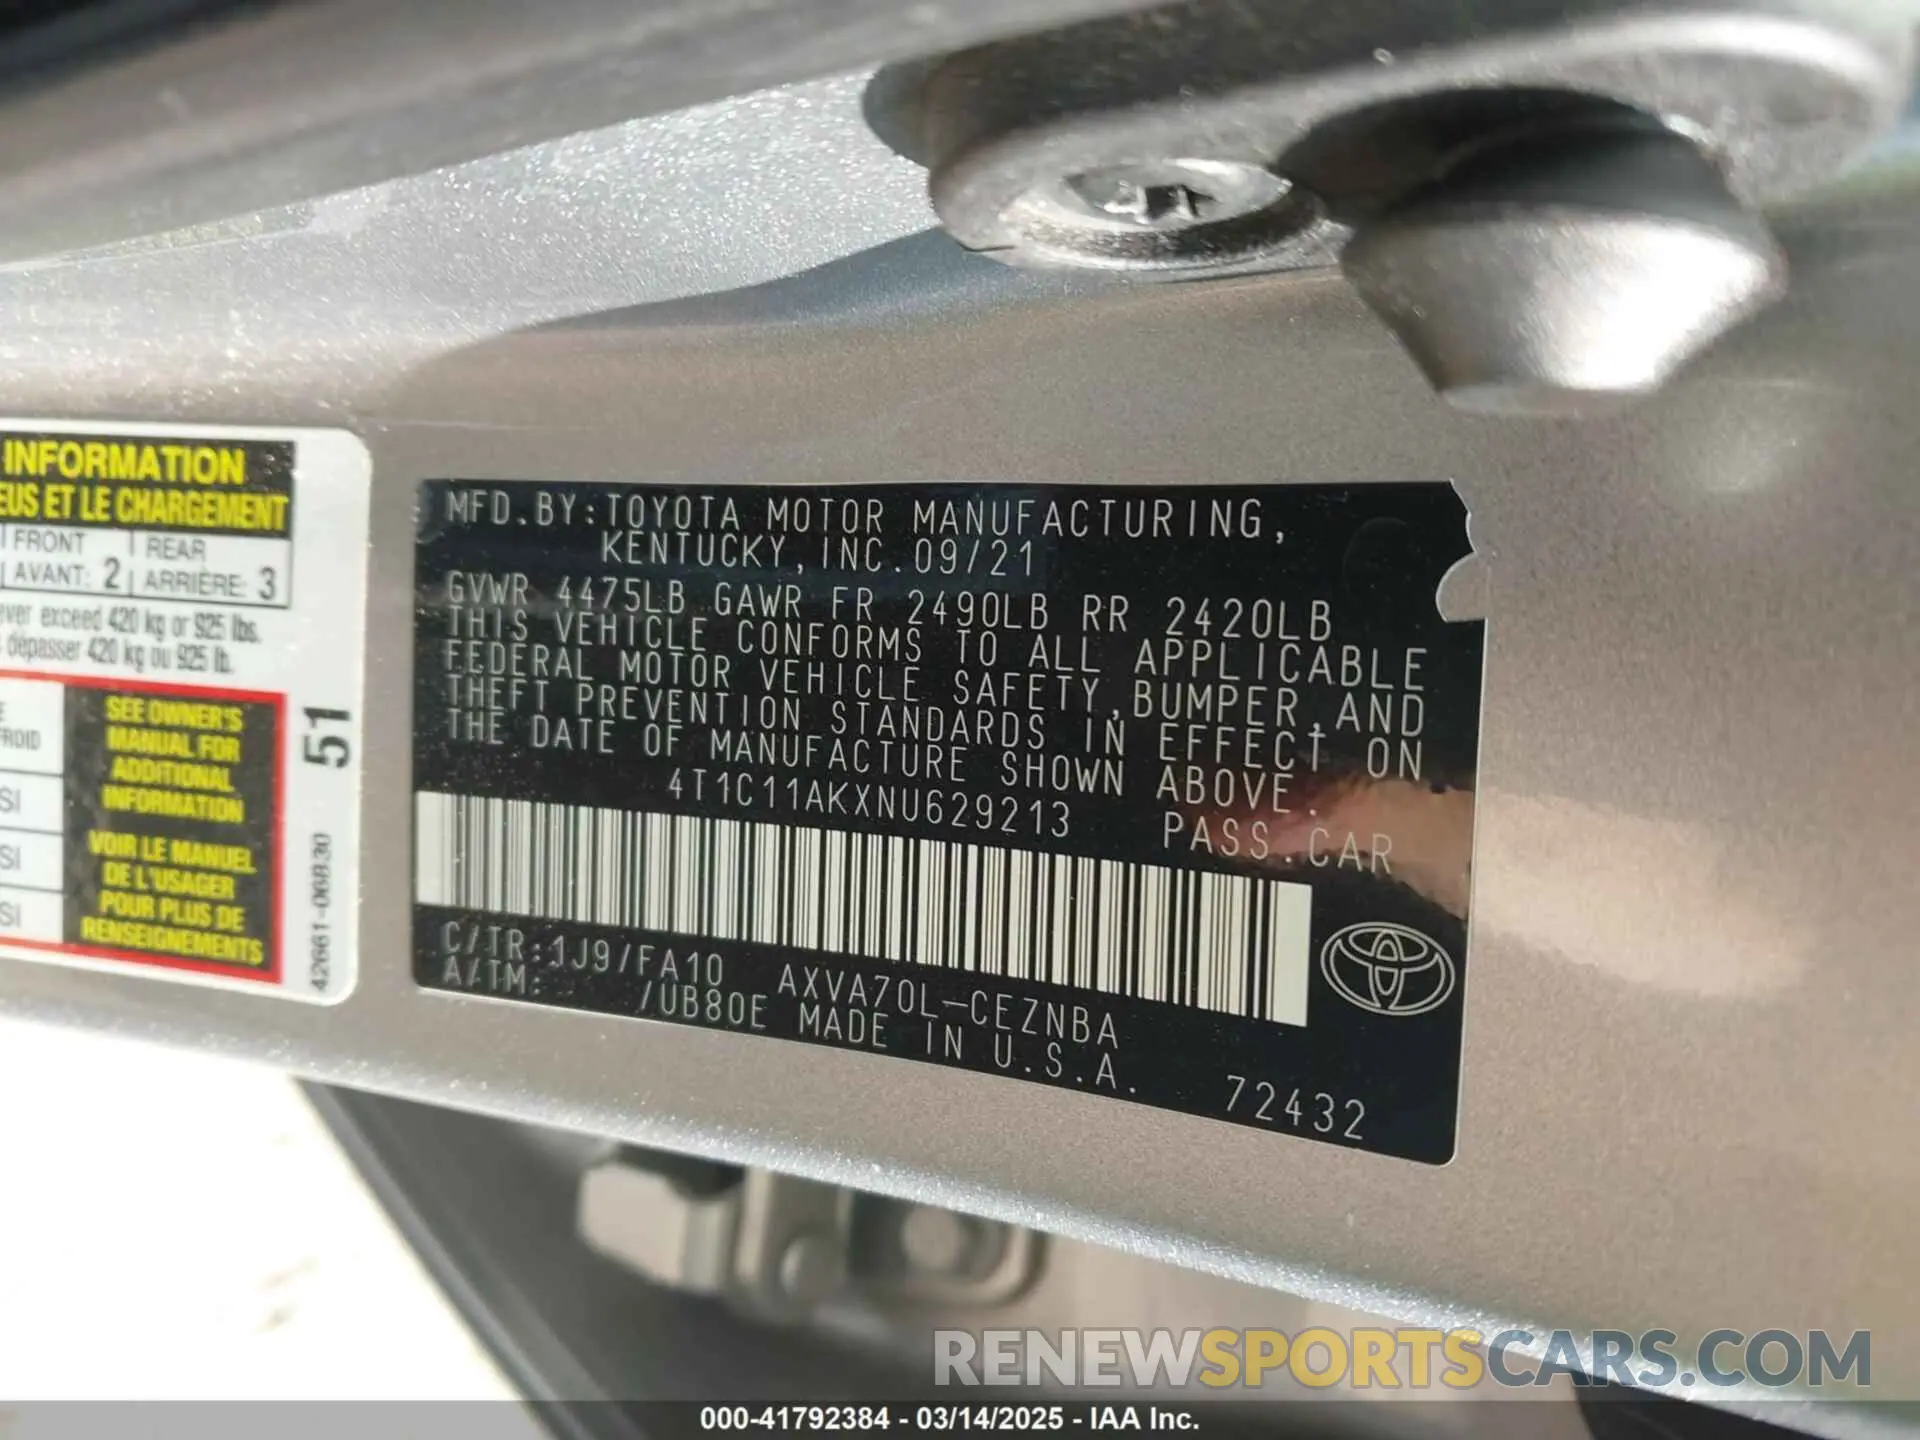 INFORMATION
EUS ET LE CHARGEMENT
FRONT REAR
AVANT: 2 ARRIÈRE: 3
ever exceed 420 kg or 925 lbs.
dépasser 420 kg ou 925 lb.
SEE OWNER'S
MANUAL FOR
ADDITIONAL
INFORMATION
VOIR LE MANUEL
DE L'USAGER
POUR PLUS DE
RENSEIGNEMENTS
E
FROID
SI
SI
SI
51
42661-06B30
MFD.BY:TOYOTA MOTOR MANUFACTURING,
KENTUCKY,INC.09/21
GVWR 4475LB GAWR FR 2490LB RR 2420LB
THIS VEHICLE CONFORMS TO ALL APPLICABLE
FEDERAL MOTOR VEHICLE SAFETY,BUMPER,AND
THEFT PREVENTION STANDARDS IN EFFECT ON
THE DATE OF MANUFACTURE SHOWN ABOVE.
4T1C11AKXNU629213 PASS.CAR
C/TR:1J9/FA10 AXVA70L-CEZNBA
A/TM: /UB80E MADE IN U.S.A.
72432
RENEWSPORTSCARS.COM
000-41792384 - 03/14/2025 - IAA Inc.